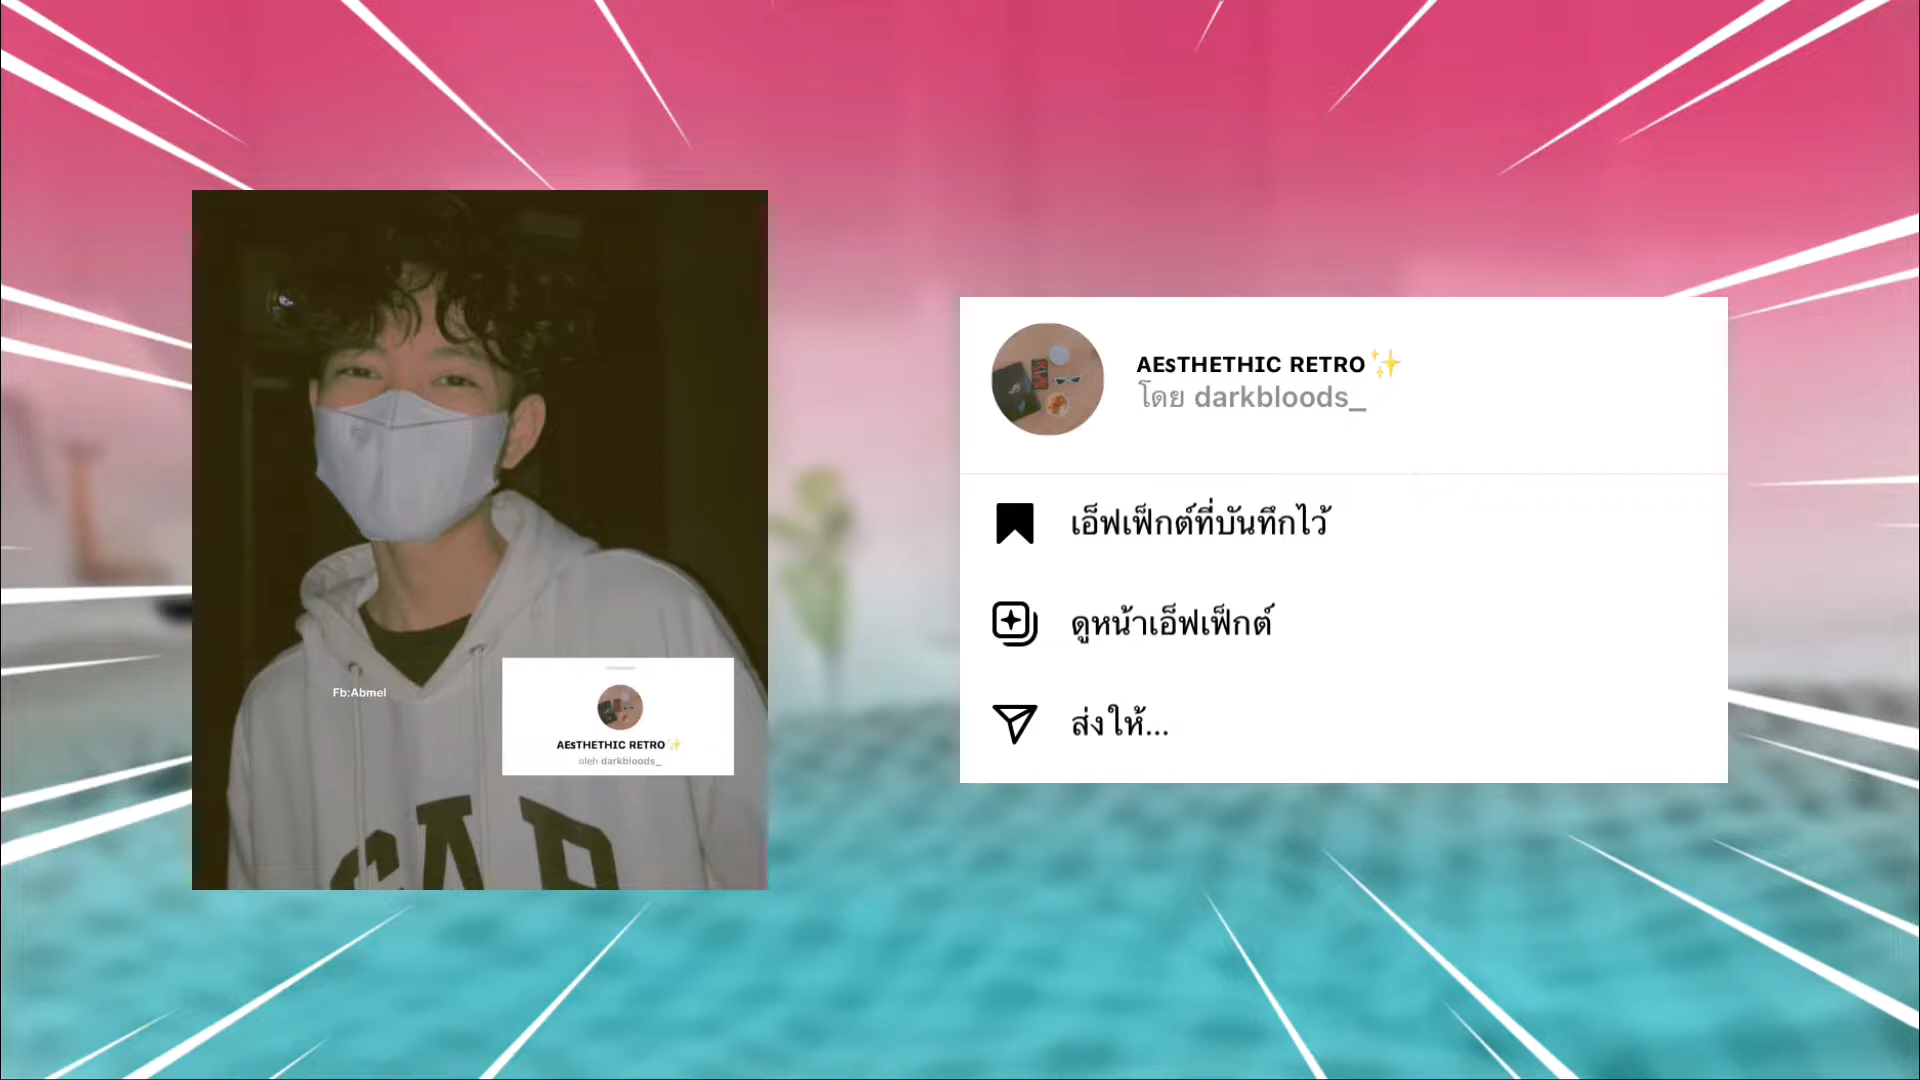 Fb:Abmel
AEsTHETHIC RETRO✨
oleh darkbloods_
GAP
AEsTHETHIC RETRO✨
โดย darkbloods_
เอ็ฟเฟ็กต์ที่บันทึกไว้
ดูหน้าเอ็ฟเฟ็กต์
ส่งให้...